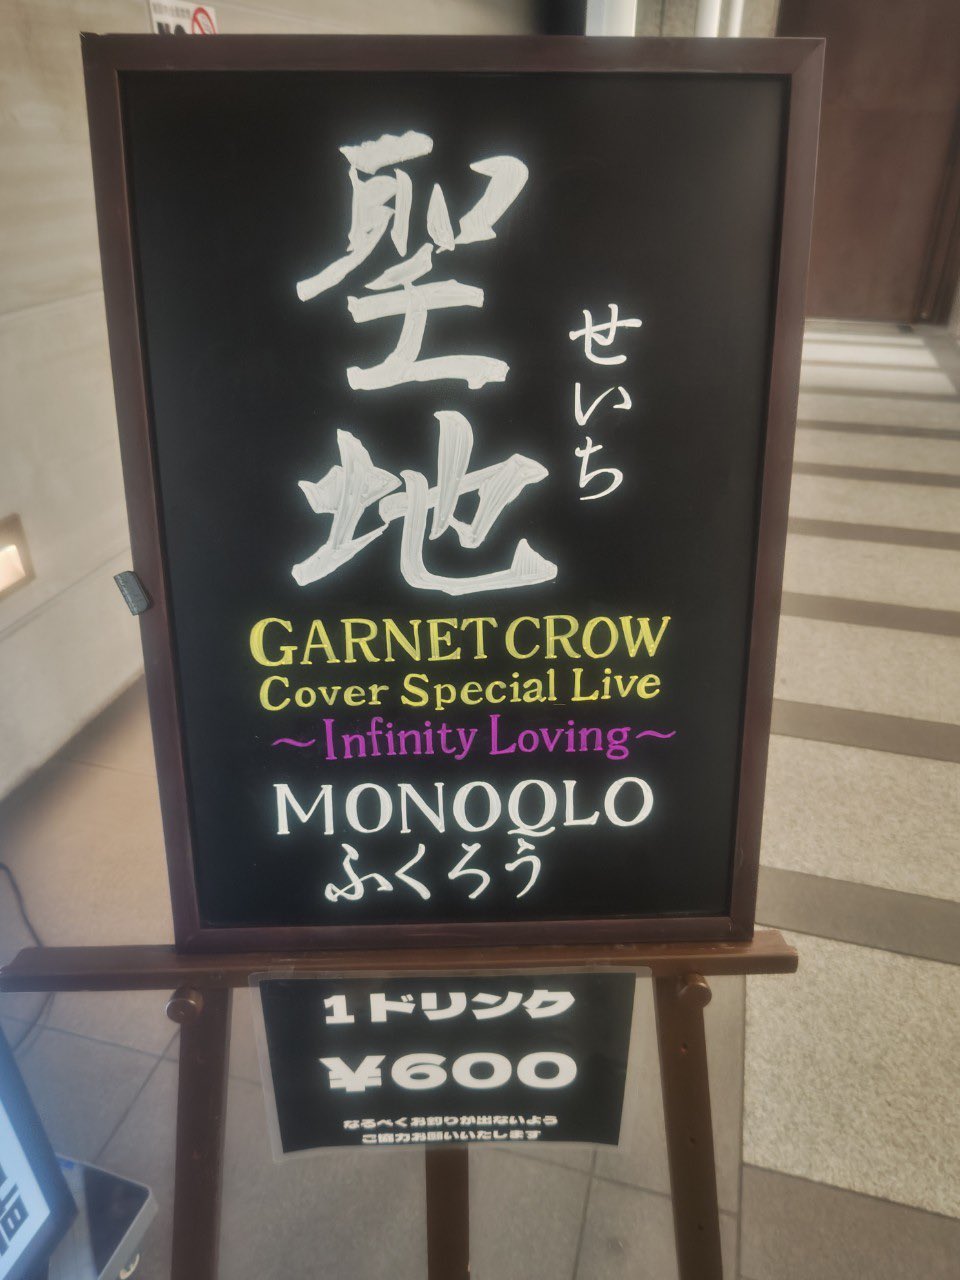 聖地
せいち
GARNET CROW
Cover Special Live
~Infinity Loving~
MONOQLO
ふくろう
1ドリンク
¥600
なるべくお釣りが出ないよう
ご協力お願いいたします